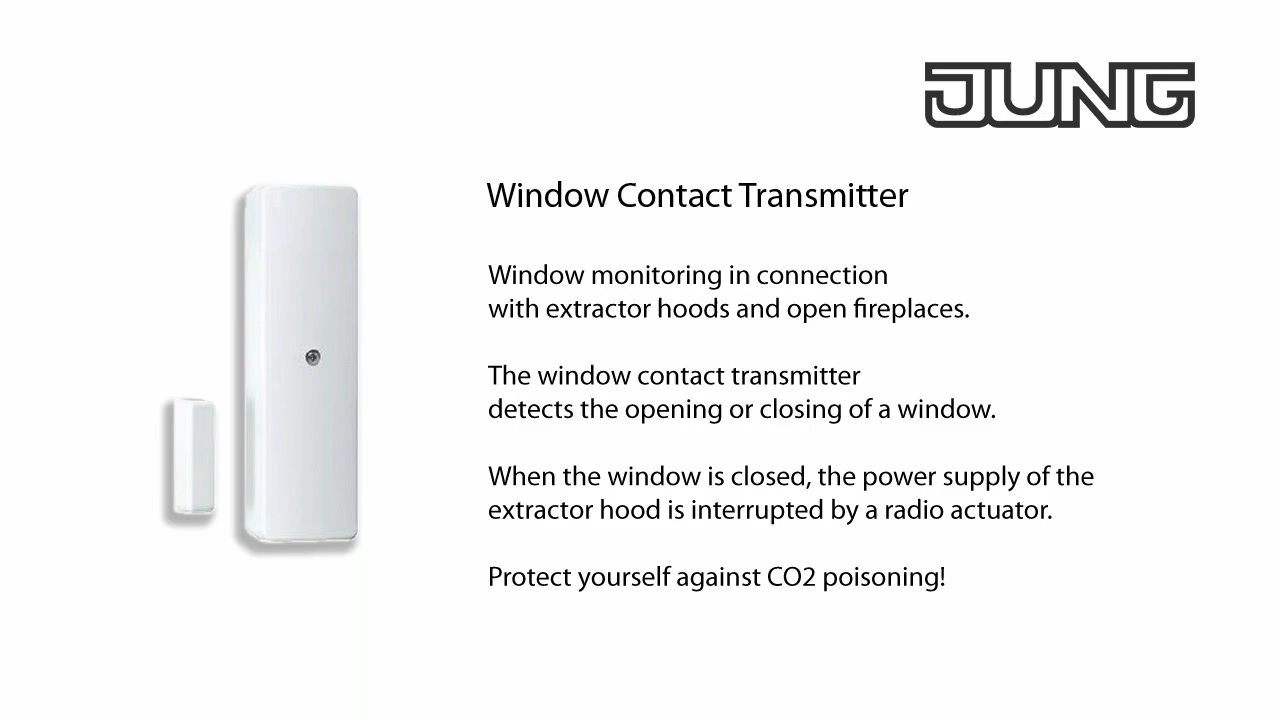 JUNG
Window Contact Transmitter
Window monitoring in connection
with extractor hoods and open fireplaces.
The window contact transmitter
detects the opening or closing of a window.
When the window is closed, the power supply of the
extractor hood is interrupted by a radio actuator.
Protect yourself against CO2 poisoning!